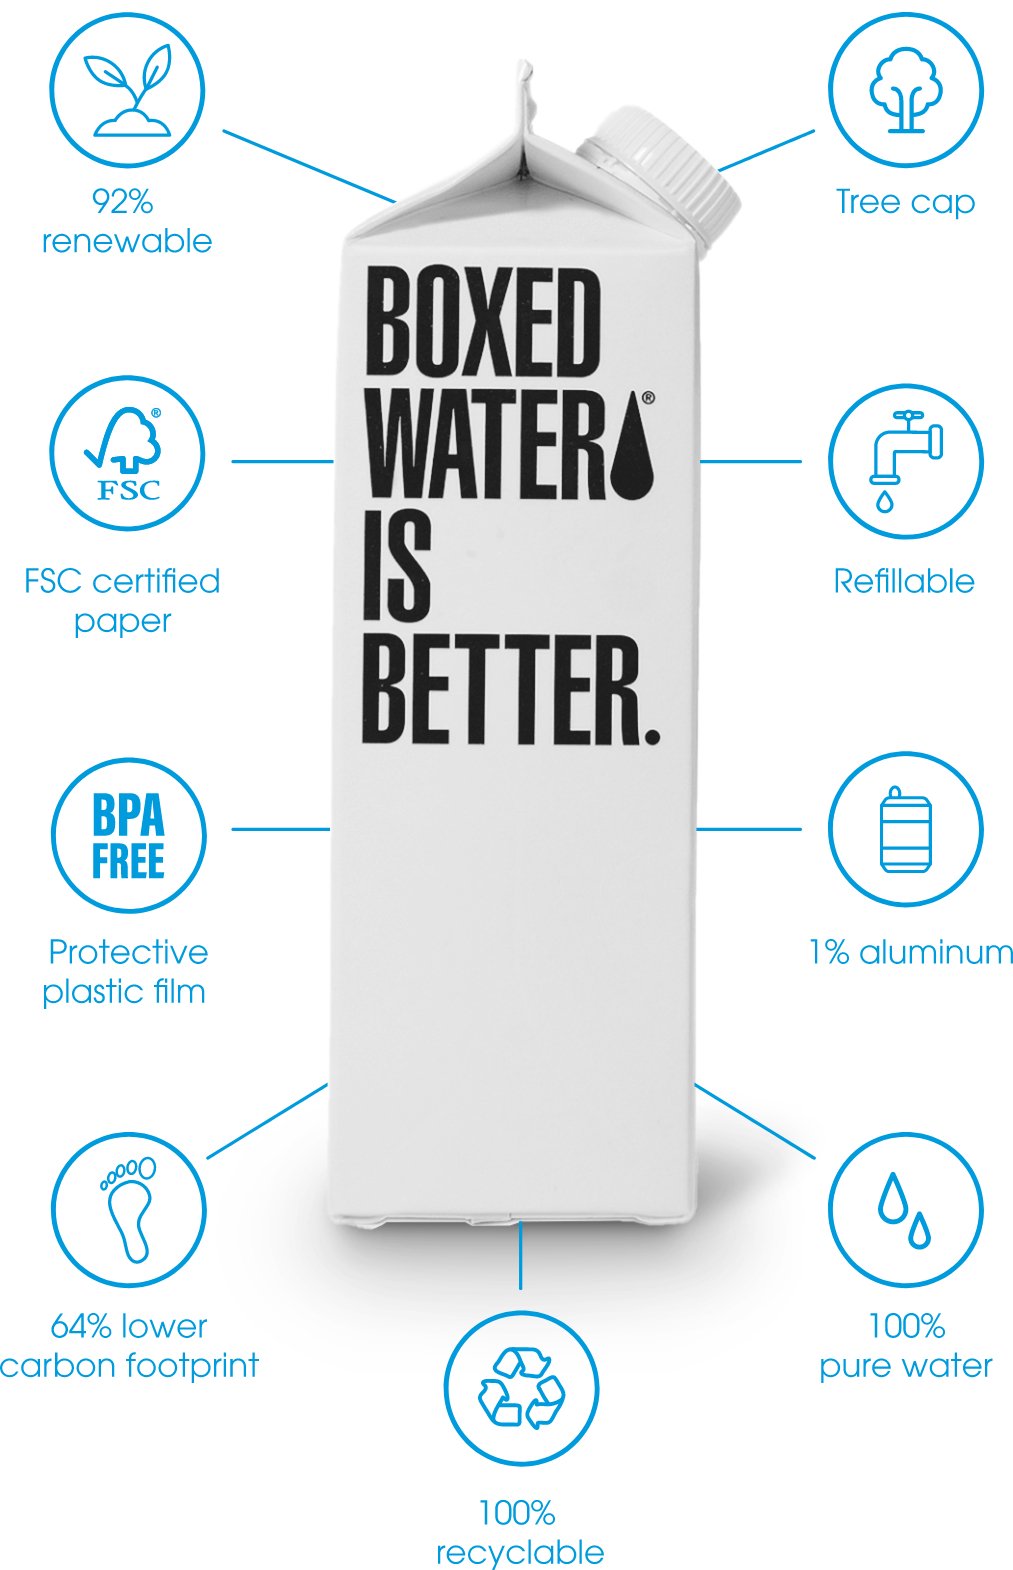 92%
renewable
Tree cap
BOXED
WATER®
IS
BETTER.
®
FSC
FSC certified
paper
Refillable
BPA
FREE
Protective
plastic film
1% aluminum
64% lower
carbon footprint
100%
pure water
100%
recyclable